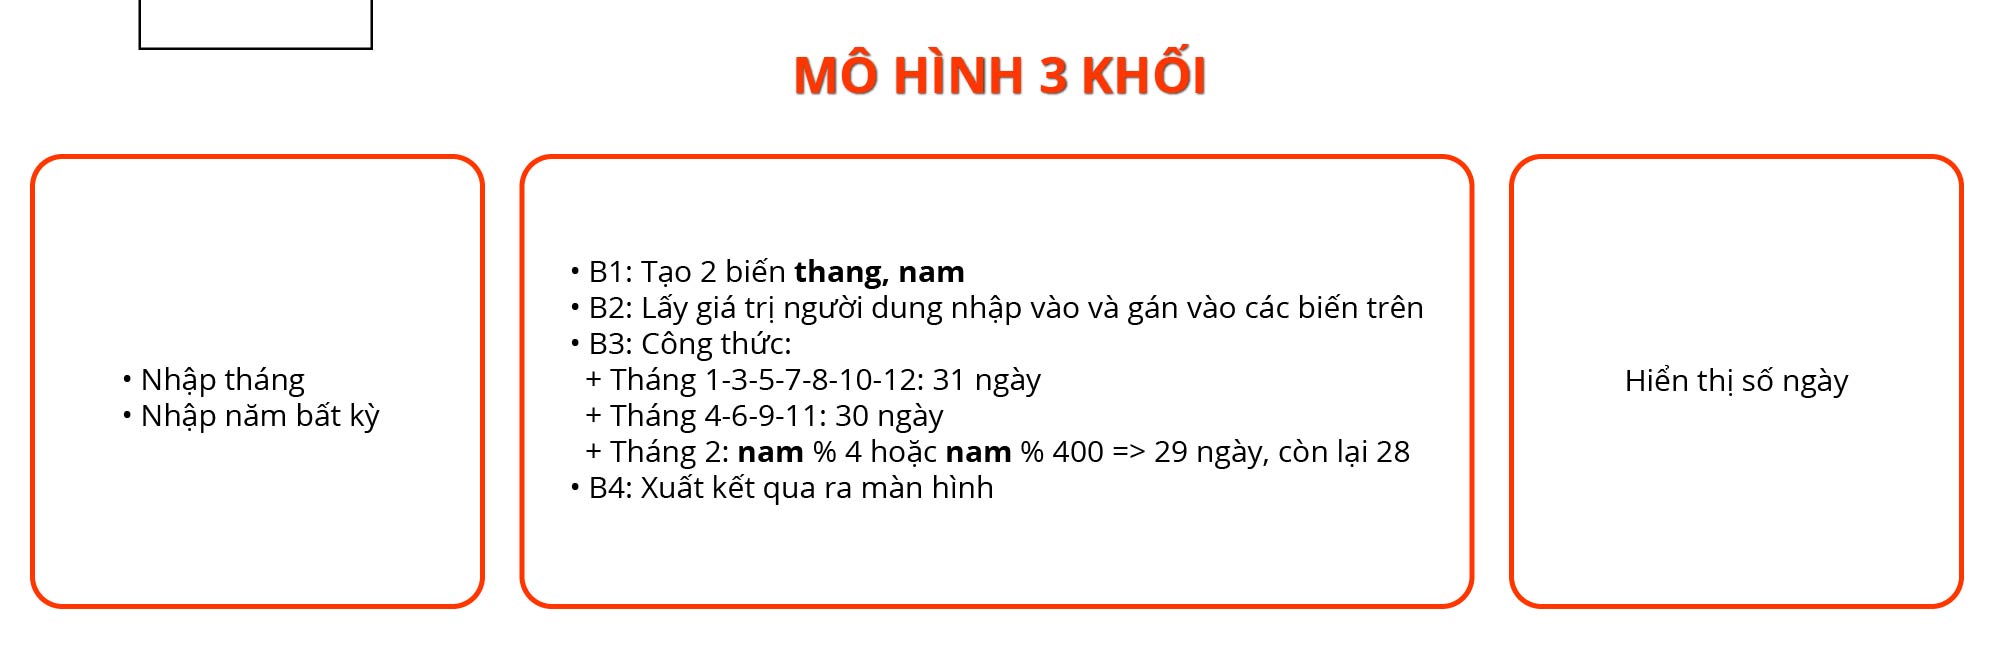 MÔ HÌNH 3 KHỐI
• Nhập tháng
• Nhập năm bất kỳ
• B1: Tạo 2 biến thang, nam
• B2: Lấy giá trị người dung nhập vào và gán vào các biến trên
• B3: Công thức:
+ Tháng 1-3-5-7-8-10-12: 31 ngày
+ Tháng 4-6-9-11: 30 ngày
+ Tháng 2: nam % 4 hoặc nam % 400 => 29 ngày, còn lại 28
• B4: Xuất kết qua ra màn hình
Hiển thị số ngày